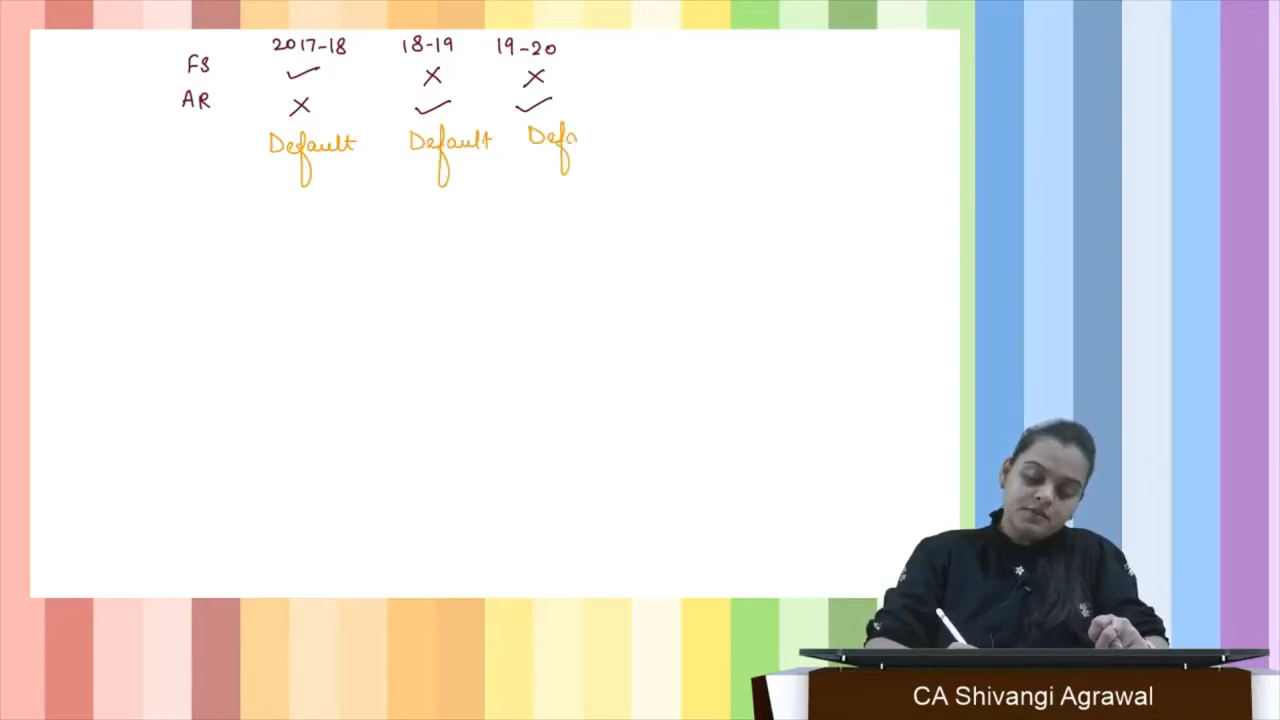 2017-18 18-19 19-20
FS ✓ ✗ ✗
AR ✗ ✓ ✓
Default Default Defa
CA Shivangi Agrawal